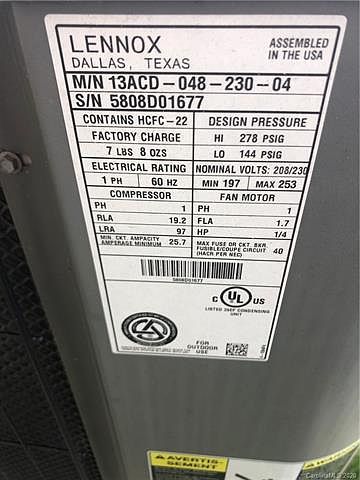 LENNOX
DALLAS, TEXAS
ASSEMBLED
IN THE USA
M/N 13ACD-048-230-04
S/N 5808D01677
CONTAINS HCFC-22
DESIGN PRESSURE
FACTORY CHARGE
HI 278 PSIG
7 LBS 8 OZS
LO 144 PSIG
ELECTRICAL RATING
NOMINAL VOLTS: 208/230
1 PH 60 HZ
MIN 197 MAX 253
COMPRESSOR
FAN MOTOR
PH 1
PH 1
RLA 19.2
FLA 1.7
LRA 97
HP 1/4
MIN. CKT. AMPACITY
AMPERAGE MINIMUM 25.7
MAX FUSE OR CKT. BKR.
FUSIBLE/COUPE CIRCUIT 40
(HACR PER NEC)
5808D01677
C UL US
LISTED 256F CONDENSING
UNIT
FOR
OUTDOOR
USE
AVERTIS-
SEMENT
CarolinaMLS 2020